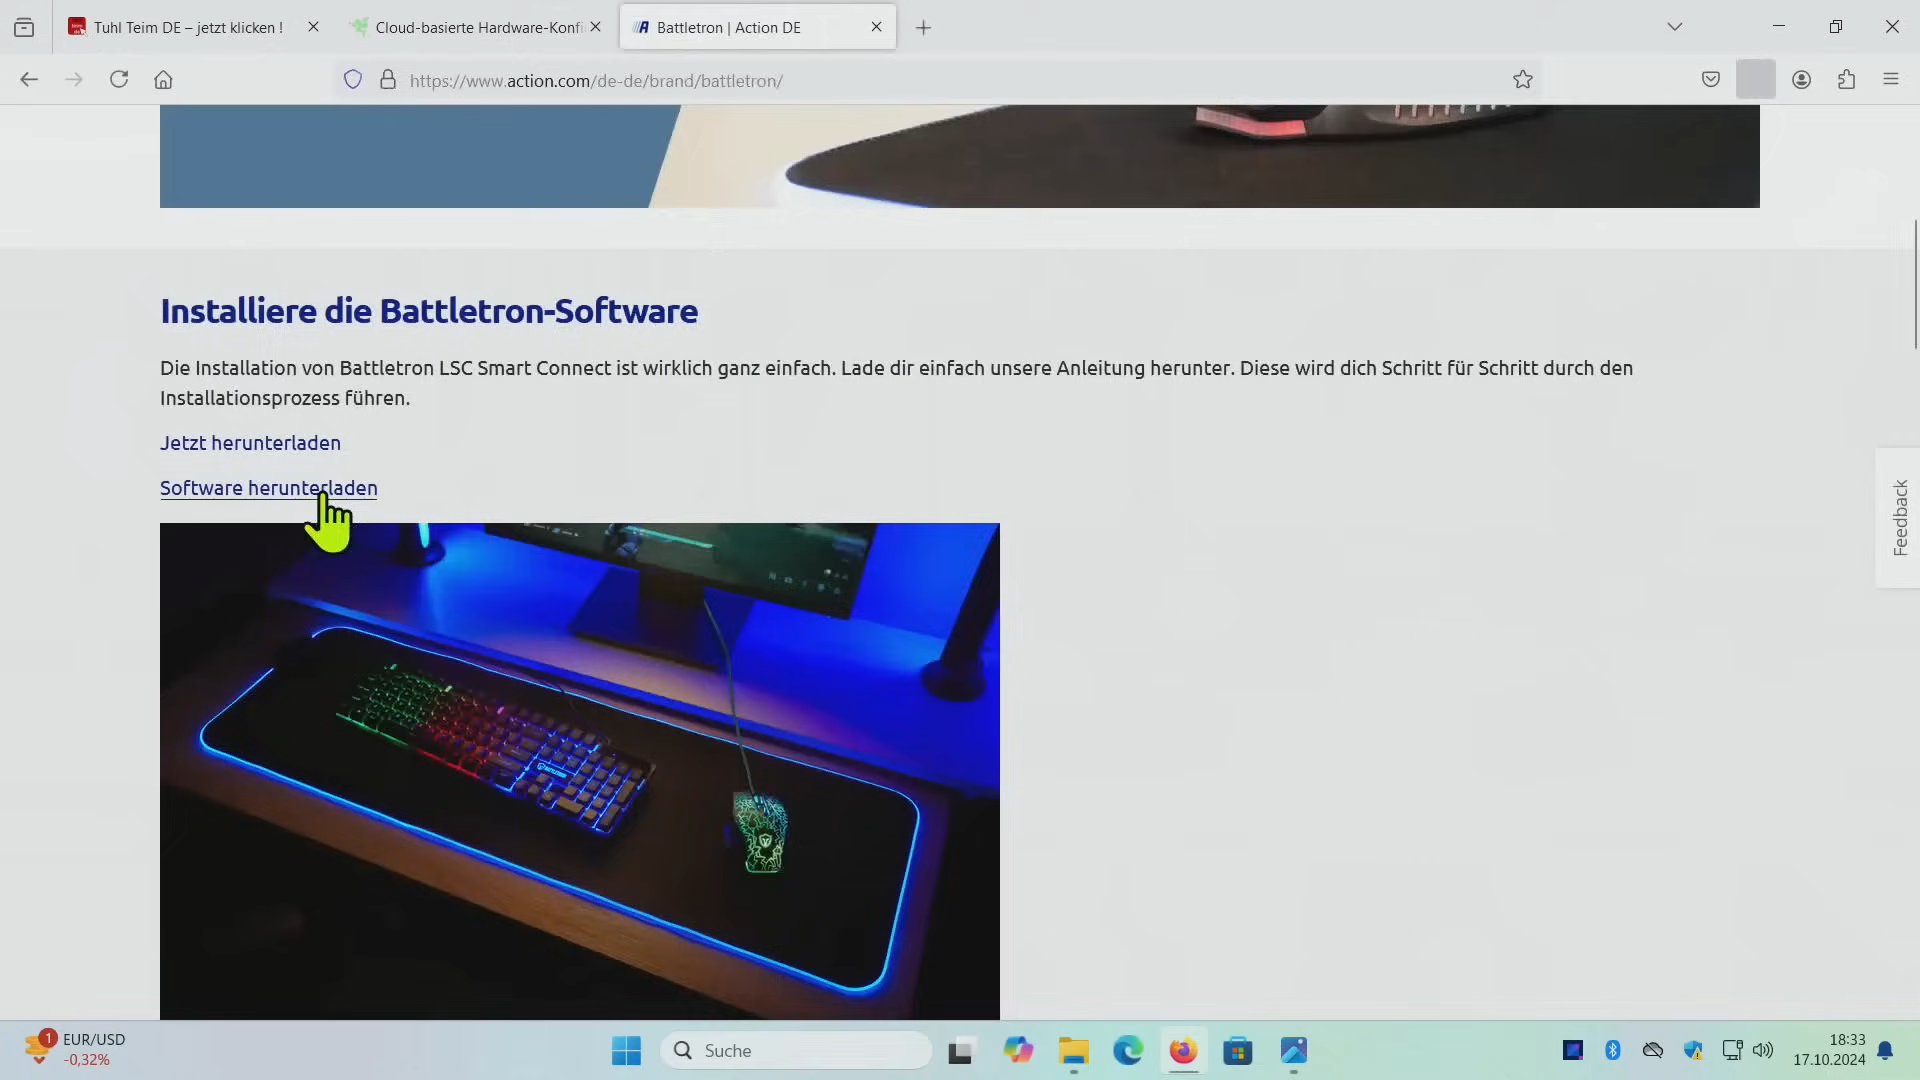 Tuhl Teim DE – jetzt klicken !
Cloud-basierte Hardware-Konfi
Battletron | Action DE
https://www.action.com/de-de/brand/battletron/
Installiere die Battletron-Software
Die Installation von Battletron LSC Smart Connect ist wirklich ganz einfach. Lade dir einfach unsere Anleitung herunter. Diese wird dich Schritt für Schritt durch den
Installationsprozess führen.
Jetzt herunterladen
Software herunterladen
Feedback
1
EUR/USD
-0,32%
Suche
18:33
17.10.2024